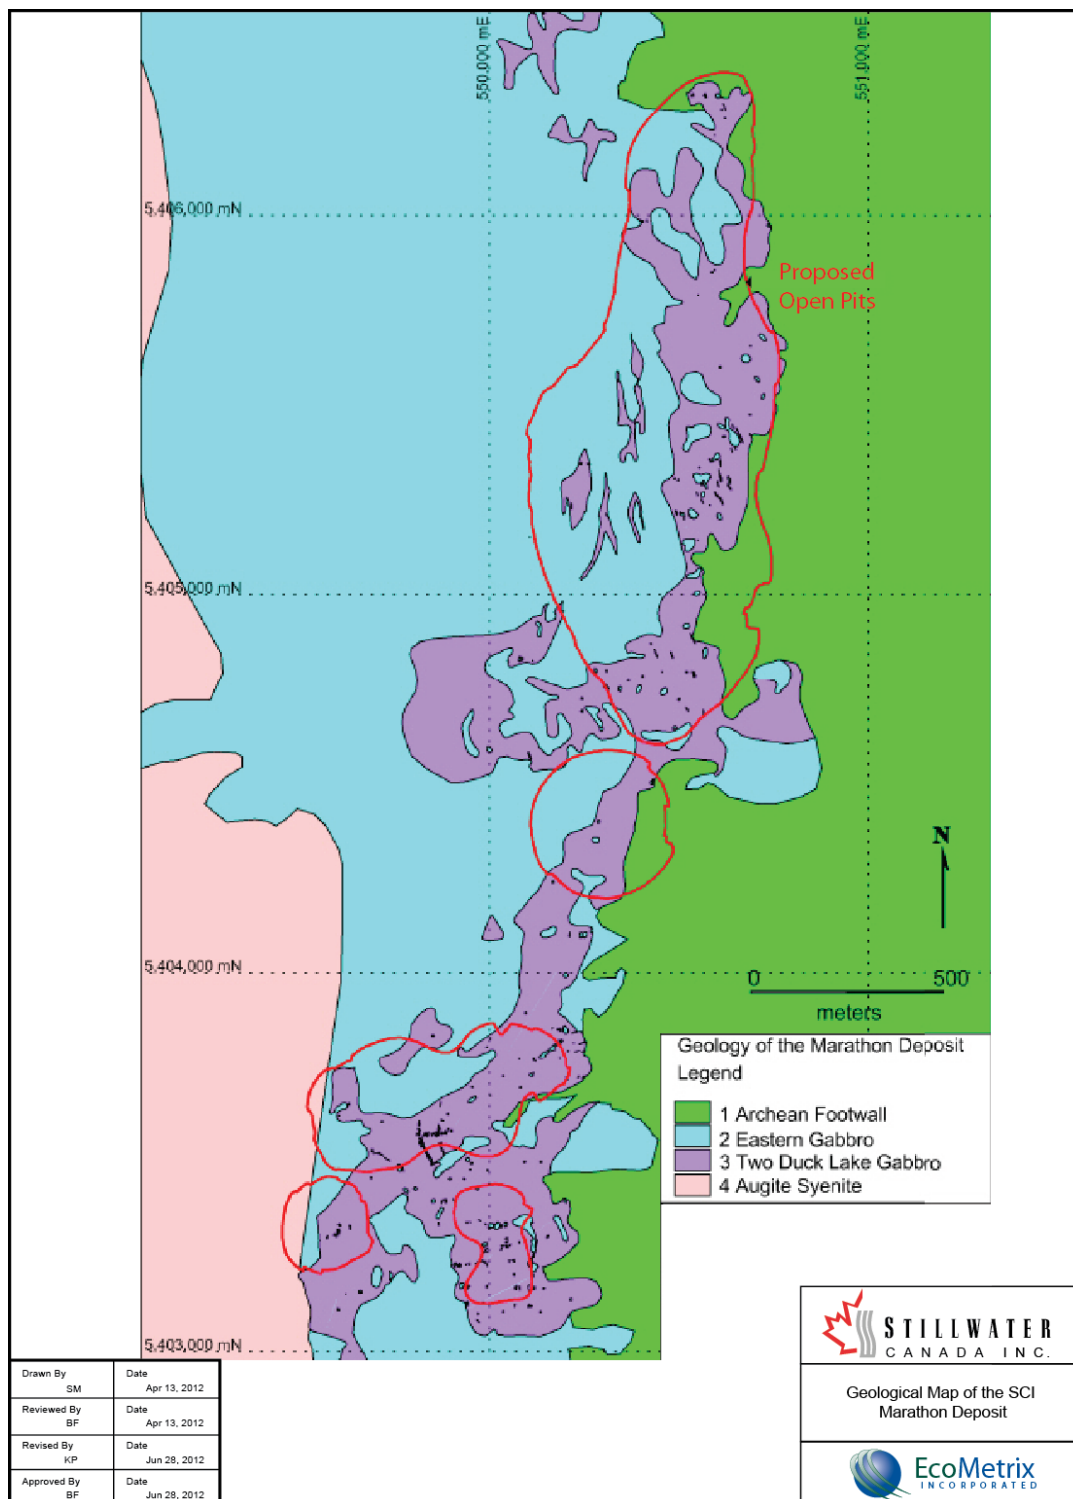 550,000 mE
551,000 mE
5,406,000 mN
Proposed
Open Pits
5,405,000 mN
N
5,404,000 mN
0 500
meters
Geology of the Marathon Deposit
Legend
1 Archean Footwall
2 Eastern Gabbro
3 Two Duck Lake Gabbro
4 Augite Syenite
5,403,000 mN
STILLWATER
CANADA INC.
Geological Map of the SCI
Marathon Deposit
EcoMetrix
INCORPORATED
Drawn By Date
SM Apr 13, 2012
Reviewed By Date
BF Apr 13, 2012
Revised By Date
KP Jun 28, 2012
Approved By Date
BF Jun 28, 2012